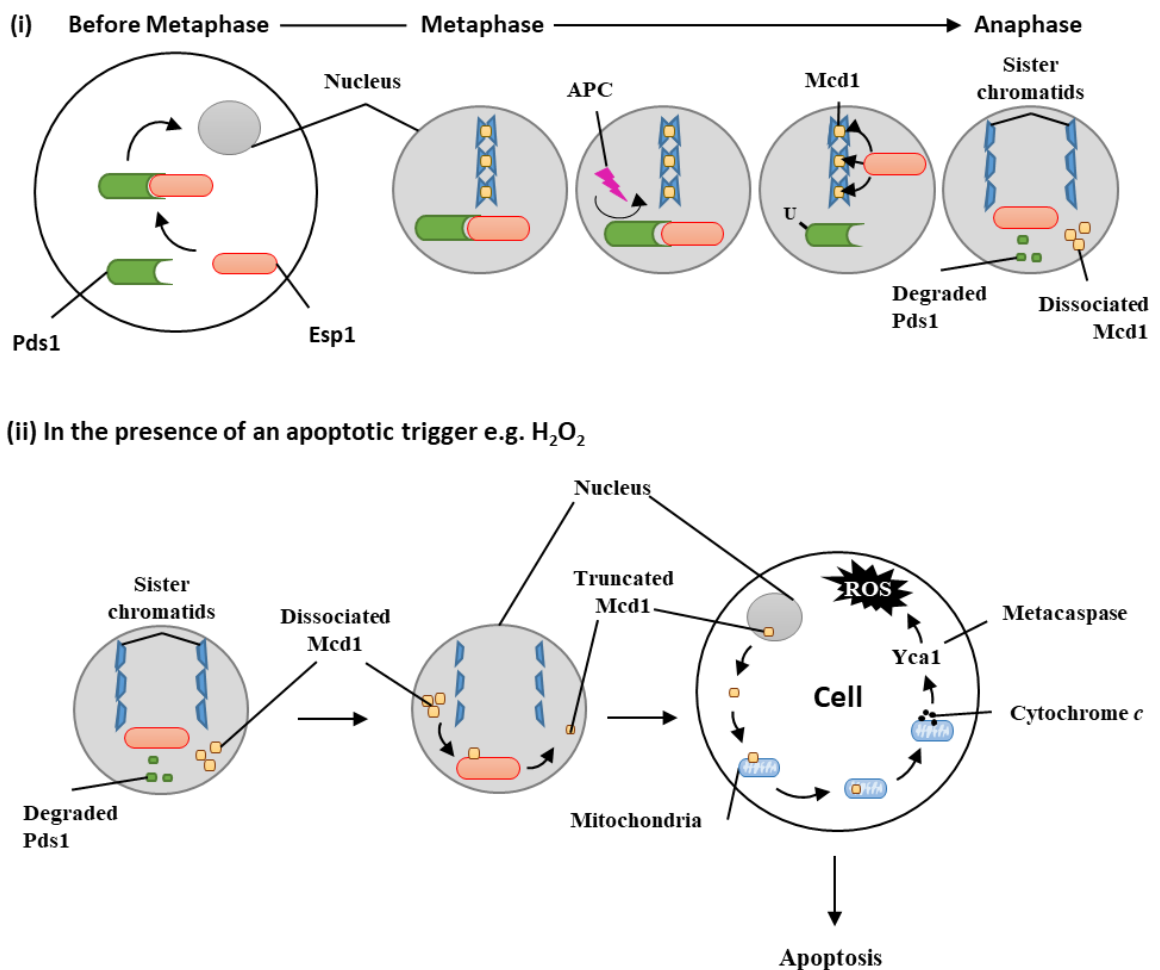 (i) Before Metaphase Metaphase Anaphase
Nucleus
APC
Mcd1
Sister
chromatids
U
Pds1
Esp1
Degraded
Pds1
Dissociated
Mcd1
(ii) In the presence of an apoptotic trigger e.g. H₂O₂
Nucleus
Sister
chromatids
Dissociated
Mcd1
Truncated
Mcd1
ROS
Metacaspase
Yca1
Cell
Cytochrome c
Degraded
Pds1
Mitochondria
Apoptosis